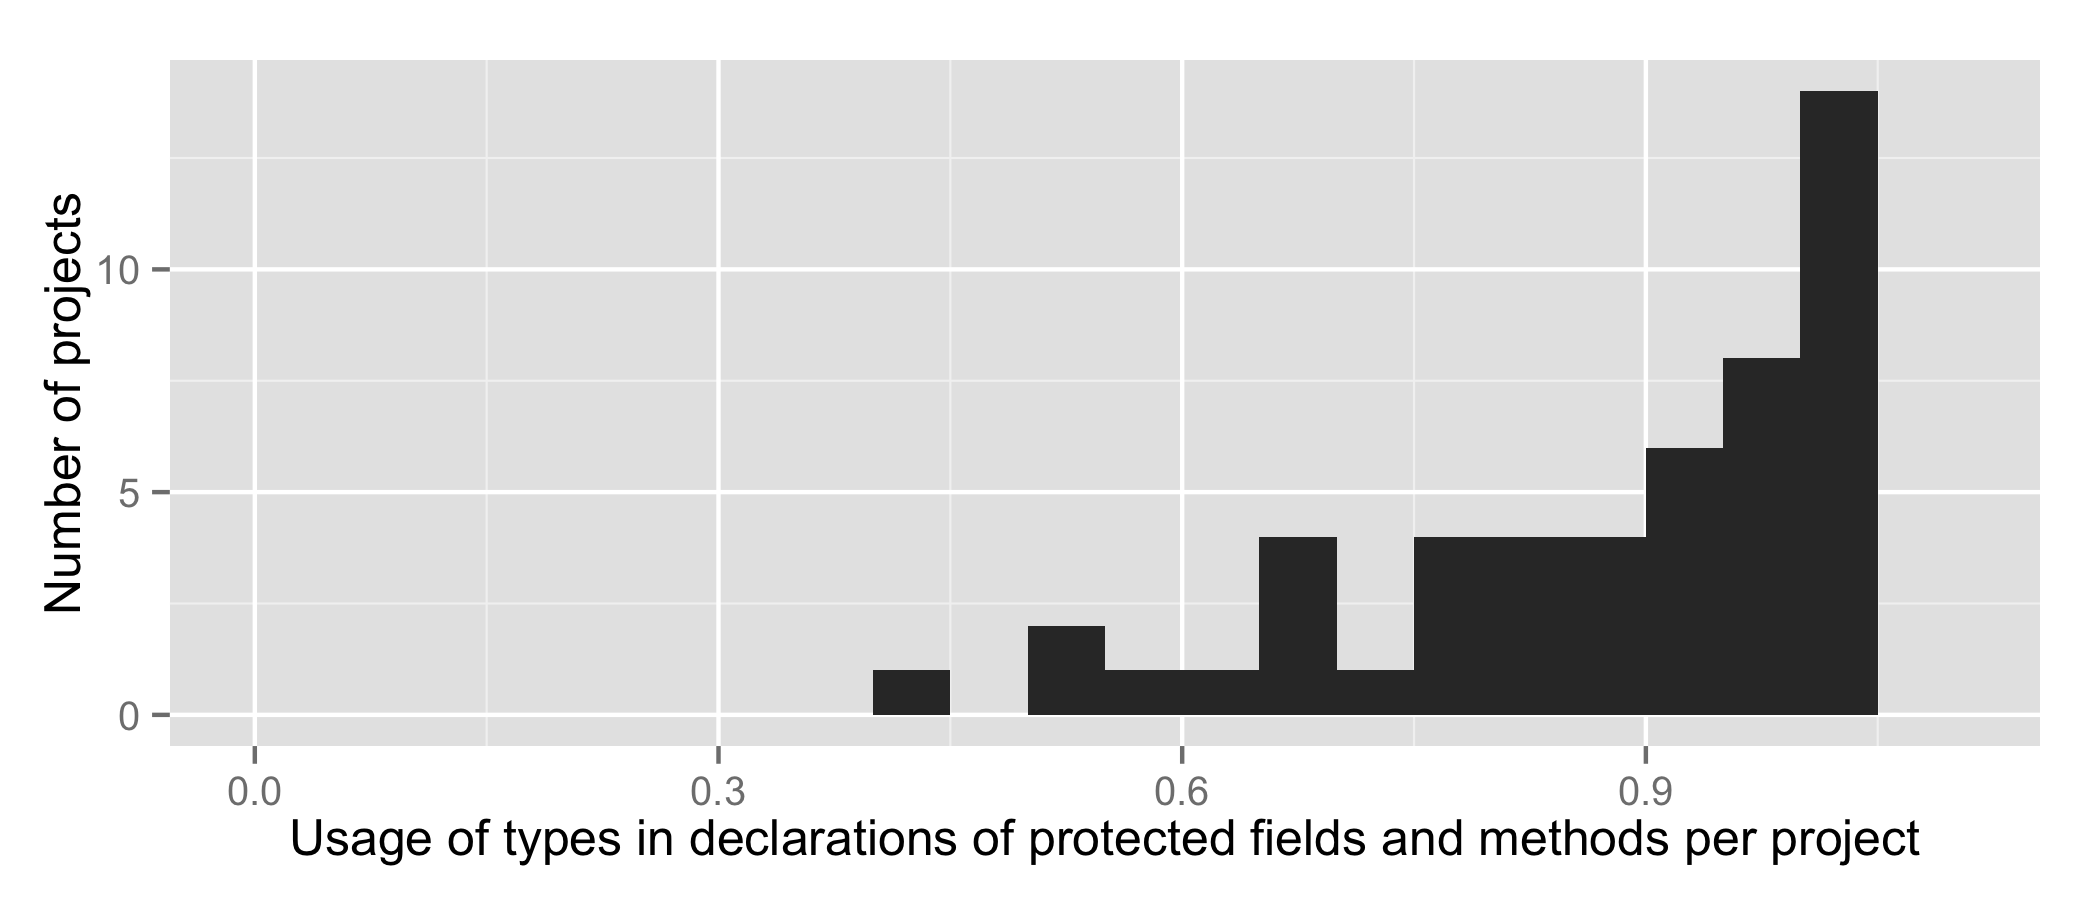 Number of projects
10
5
0
0.0 0.3 0.6 0.9
Usage of types in declarations of protected fields and methods per project